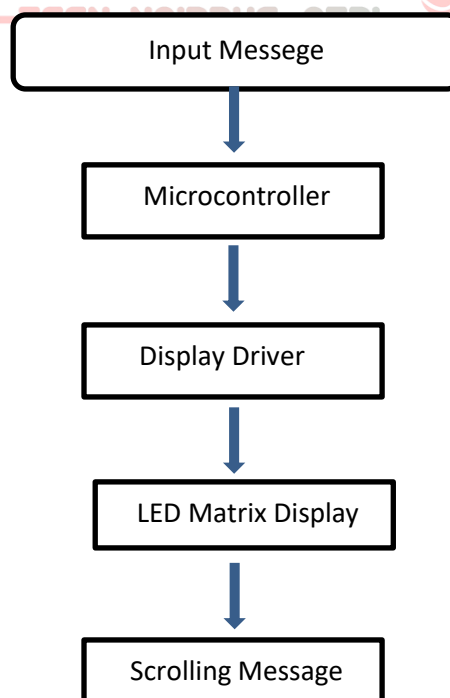 Input Messege
Microcontroller
Display Driver
LED Matrix Display
Scrolling Message